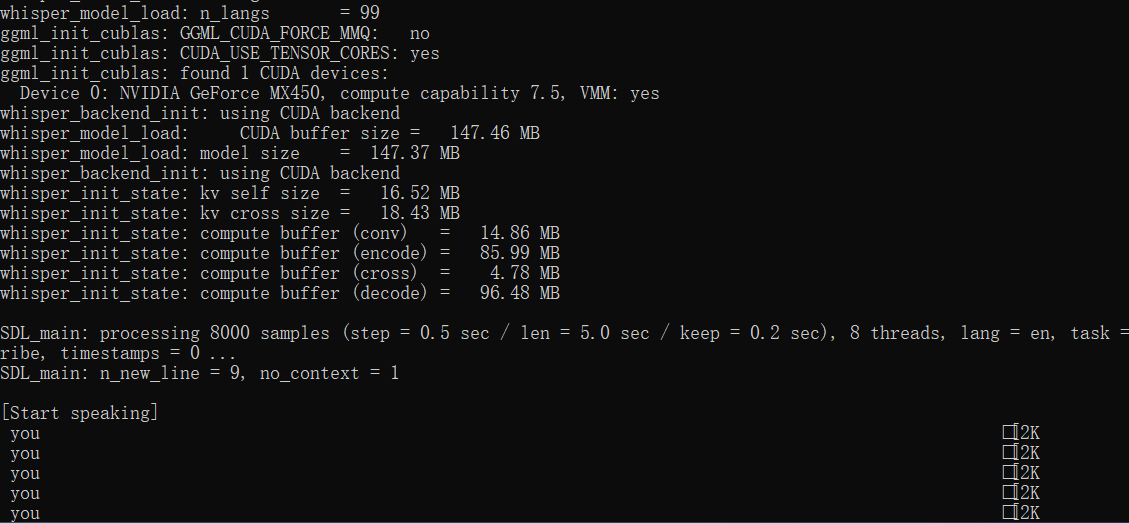 whisper_model_load: n_langs       = 99
ggml_init_cublas: GGML_CUDA_FORCE_MMQ:   no
ggml_init_cublas: CUDA_USE_TENSOR_CORES: yes
ggml_init_cublas: found 1 CUDA devices:
  Device 0: NVIDIA GeForce MX450, compute capability 7.5, VMM: yes
whisper_backend_init: using CUDA backend
whisper_model_load:     CUDA buffer size =   147.46 MB
whisper_model_load: model size    =  147.37 MB
whisper_backend_init: using CUDA backend
whisper_init_state: kv self size  =   16.52 MB
whisper_init_state: kv cross size =   18.43 MB
whisper_init_state: compute buffer (conv)   =   14.86 MB
whisper_init_state: compute buffer (encode) =   85.99 MB
whisper_init_state: compute buffer (cross)  =    4.78 MB
whisper_init_state: compute buffer (decode) =   96.48 MB
SDL_main: processing 8000 samples (step = 0.5 sec / len = 5.0 sec / keep = 0.2 sec), 8 threads, lang = en, task =
ribe, timestamps = 0 ...
SDL_main: n_new_line = 9, no_context = 1
[Start speaking]
 you □[2K
 you □[2K
 you □[2K
 you □[2K
 you □[2K